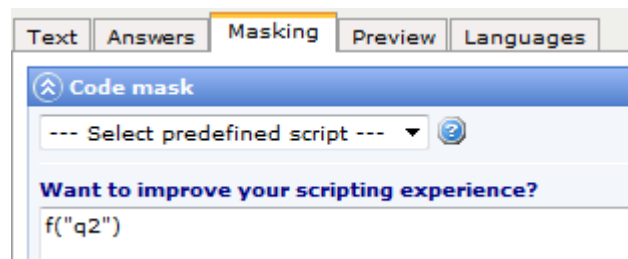 Text Answers Masking Preview Languages
Code mask
--- Select predefined script ---
Want to improve your scripting experience?
f("q2")